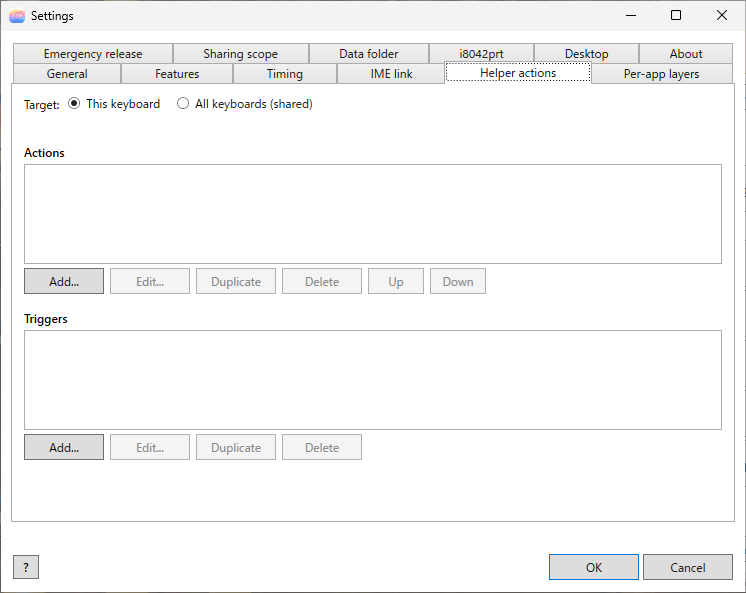 Settings
Emergency release Sharing scope Data folder i8042prt Desktop About
General Features Timing IME link Helper actions Per-app layers
Target: This keyboard All keyboards (shared)
Actions
Add... Edit... Duplicate Delete Up Down
Triggers
Add... Edit... Duplicate Delete
? OK Cancel